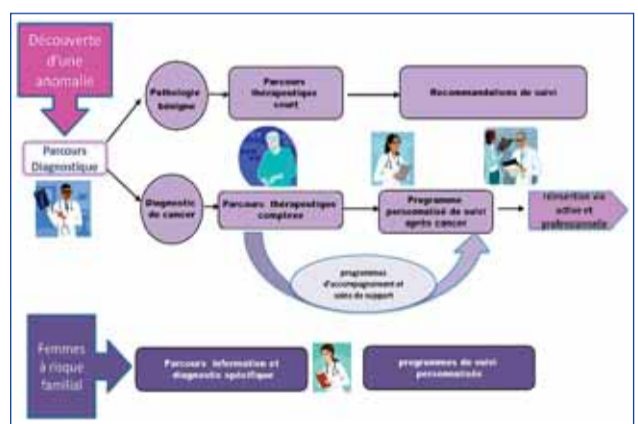 Découverte
d'une
anomalie
Parcours
Diagnostique
Pathologie
bénigne
Parcours
thérapeutique
court
Recommandations de suivi
Diagnostic
de cancer
Parcours thérapeutique
complexe
Programme
personnalisé de suivi
après cancer
réinsertion vie
active et
professionnelle
programmes
d'accompagnement et
soins de support
Femmes
à risque
familial
Parcours information et
diagnostic spécifique
programmes de suivi
personnalisés